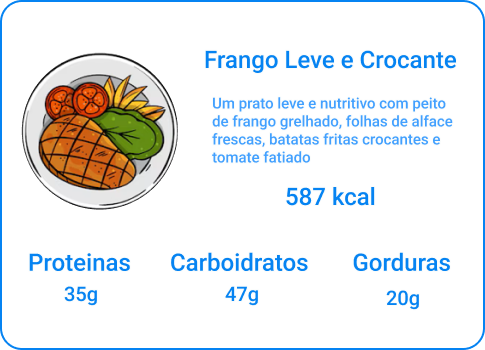 Frango Leve e Crocante
Um prato leve e nutritivo com peito
de frango grelhado, folhas de alface
frescas, batatas fritas crocantes e
tomate fatiado
587 kcal
Proteinas
Carboidratos
Gorduras
35g
47g
20g